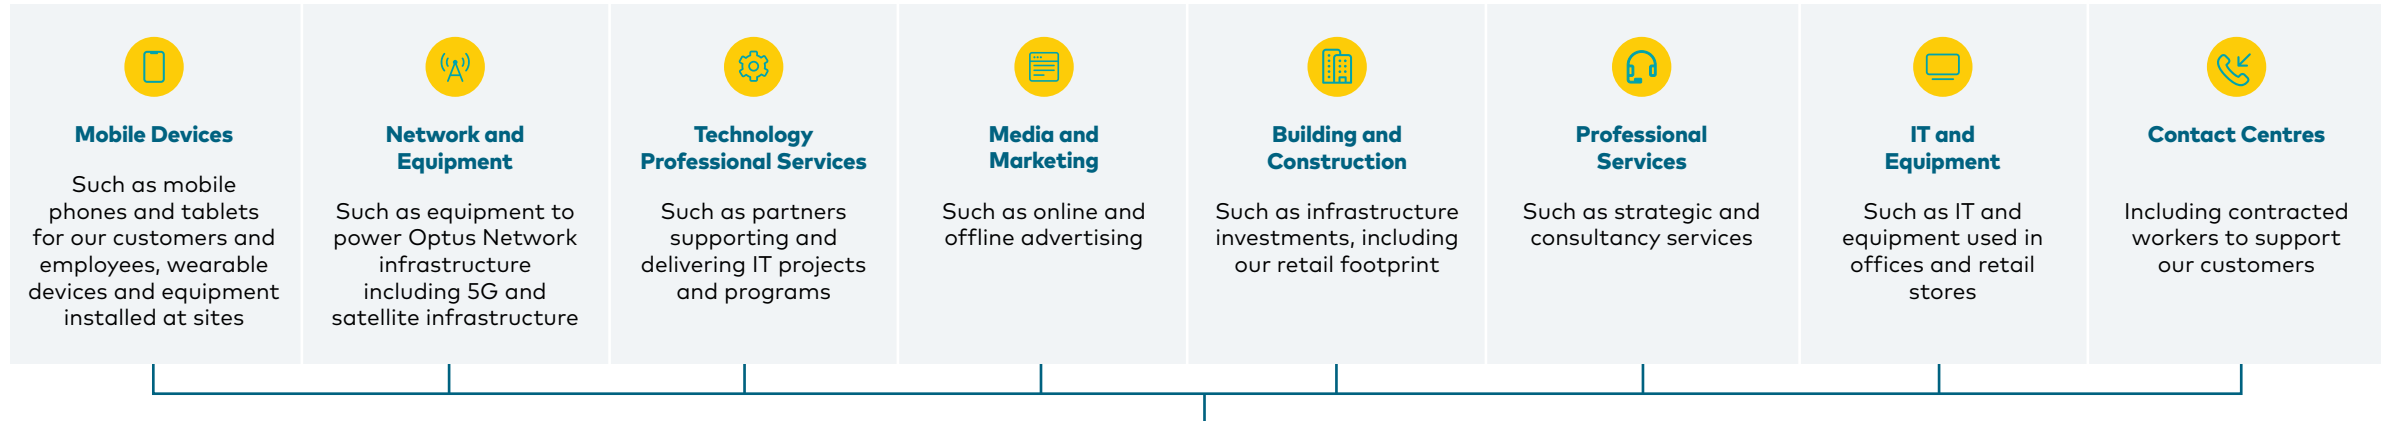 Mobile Devices
Such as mobile
phones and tablets
for our customers and
employees, wearable
devices and equipment
installed at sites
Network and
Equipment
Such as equipment to
power Optus Network
infrastructure
including 5G and
satellite infrastructure
Technology
Professional Services
Such as partners
supporting and
delivering IT projects
and programs
Media and
Marketing
Such as online and
offline advertising
Building and
Construction
Such as infrastructure
investments, including
our retail footprint
Professional
Services
Such as strategic and
consultancy services
IT and
Equipment
Such as IT and
equipment used in
offices and retail
stores
Contact Centres
Including contracted
workers to support
our customers